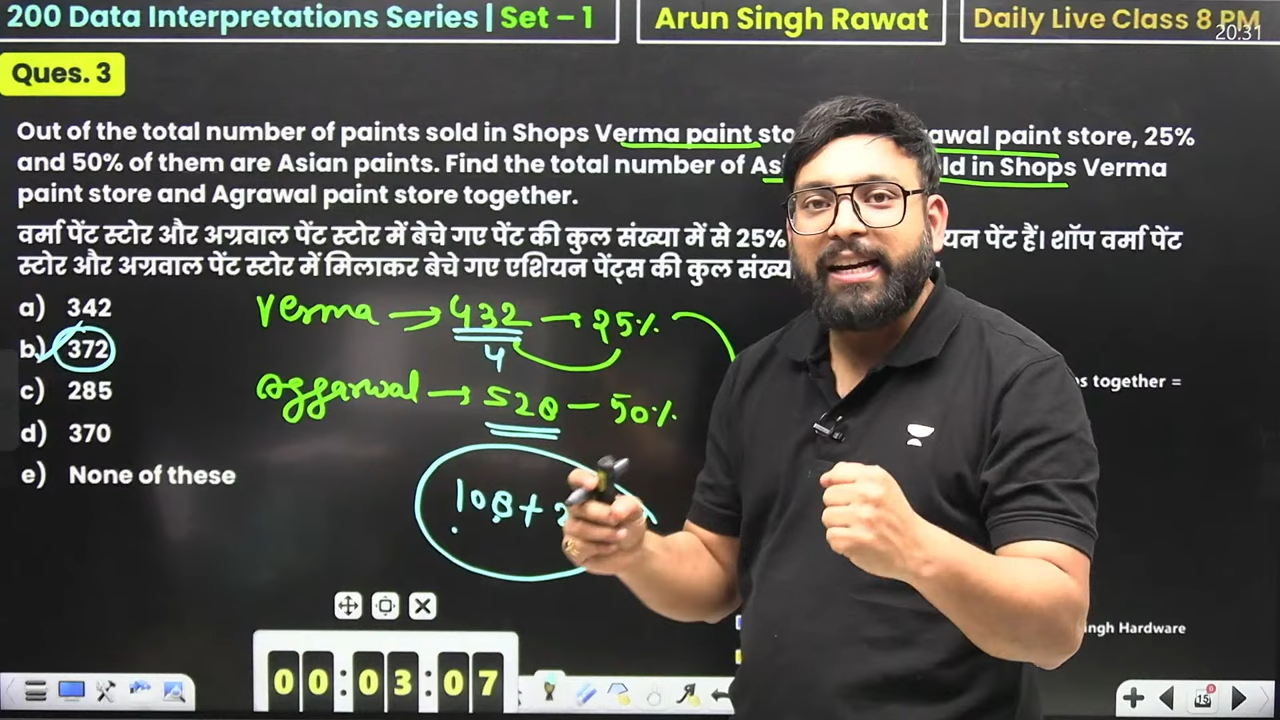 200 Data Interpretations Series | Set – 1
Arun Singh Rawat
Daily Live Class 8 PM
20:31
Ques. 3
Out of the total number of paints sold in Shops Verma paint rawal paint store, 25%
and 50% of them are Asian paints. Find the total number of ld in Shops Verma
paint store and Agrawal paint store together.
वर्मा पेंट स्टोर और अग्रवाल पेंट स्टोर में बेचे गए पेंट की कुल संख्या में से 25% यन पेंट हैं। शॉप वर्मा पेंट
स्टोर और अग्रवाल पेंट स्टोर में मिलाकर बेचे गए एशियन पेंट्स की कुल
a) 342
b) 372
c) 285
d) 370
e) None of these
Verma → 432 → 25%
4
Aggarwal → 528 – 50%
108 +
ps together =
ingh Hardware
00:03:07
15